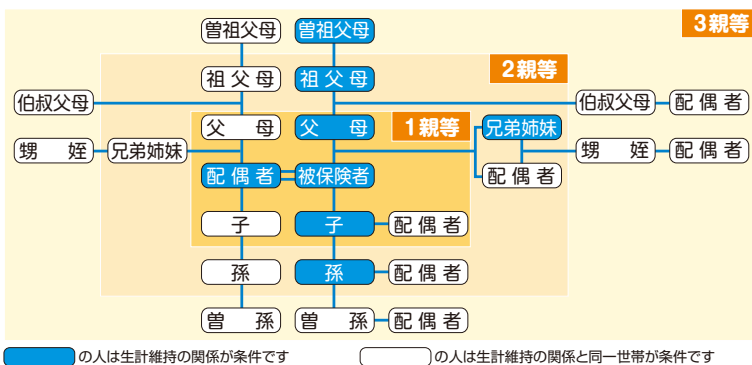 曽祖父母 曽祖父母 3親等
祖父母 祖父母 2親等
伯叔父母 伯叔父母 配偶者
父母 父母 1親等 兄弟姉妹
甥姪 兄弟姉妹 甥姪 配偶者
配偶者 被保険者 配偶者
子 子 配偶者
孫 孫 配偶者
曽孫 曽孫 配偶者
の人は生計維持の関係が条件です の人は生計維持の関係と同一世帯が条件です